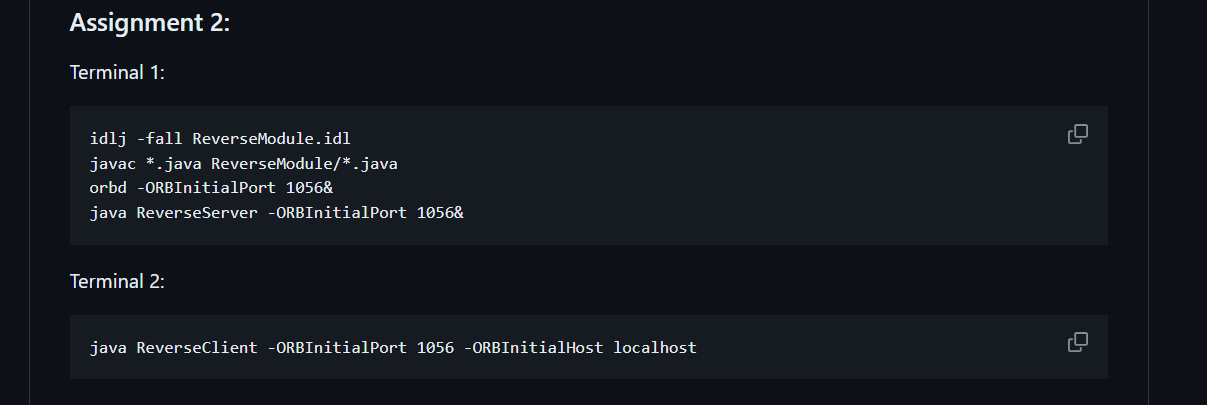 Assignment 2:
Terminal 1:
idlj -fall ReverseModule.idl
javac *.java ReverseModule/*.java
orbd -ORBInitialPort 1056&
java ReverseServer -ORBInitialPort 1056&
Terminal 2:
java ReverseClient -ORBInitialPort 1056 -ORBInitialHost localhost